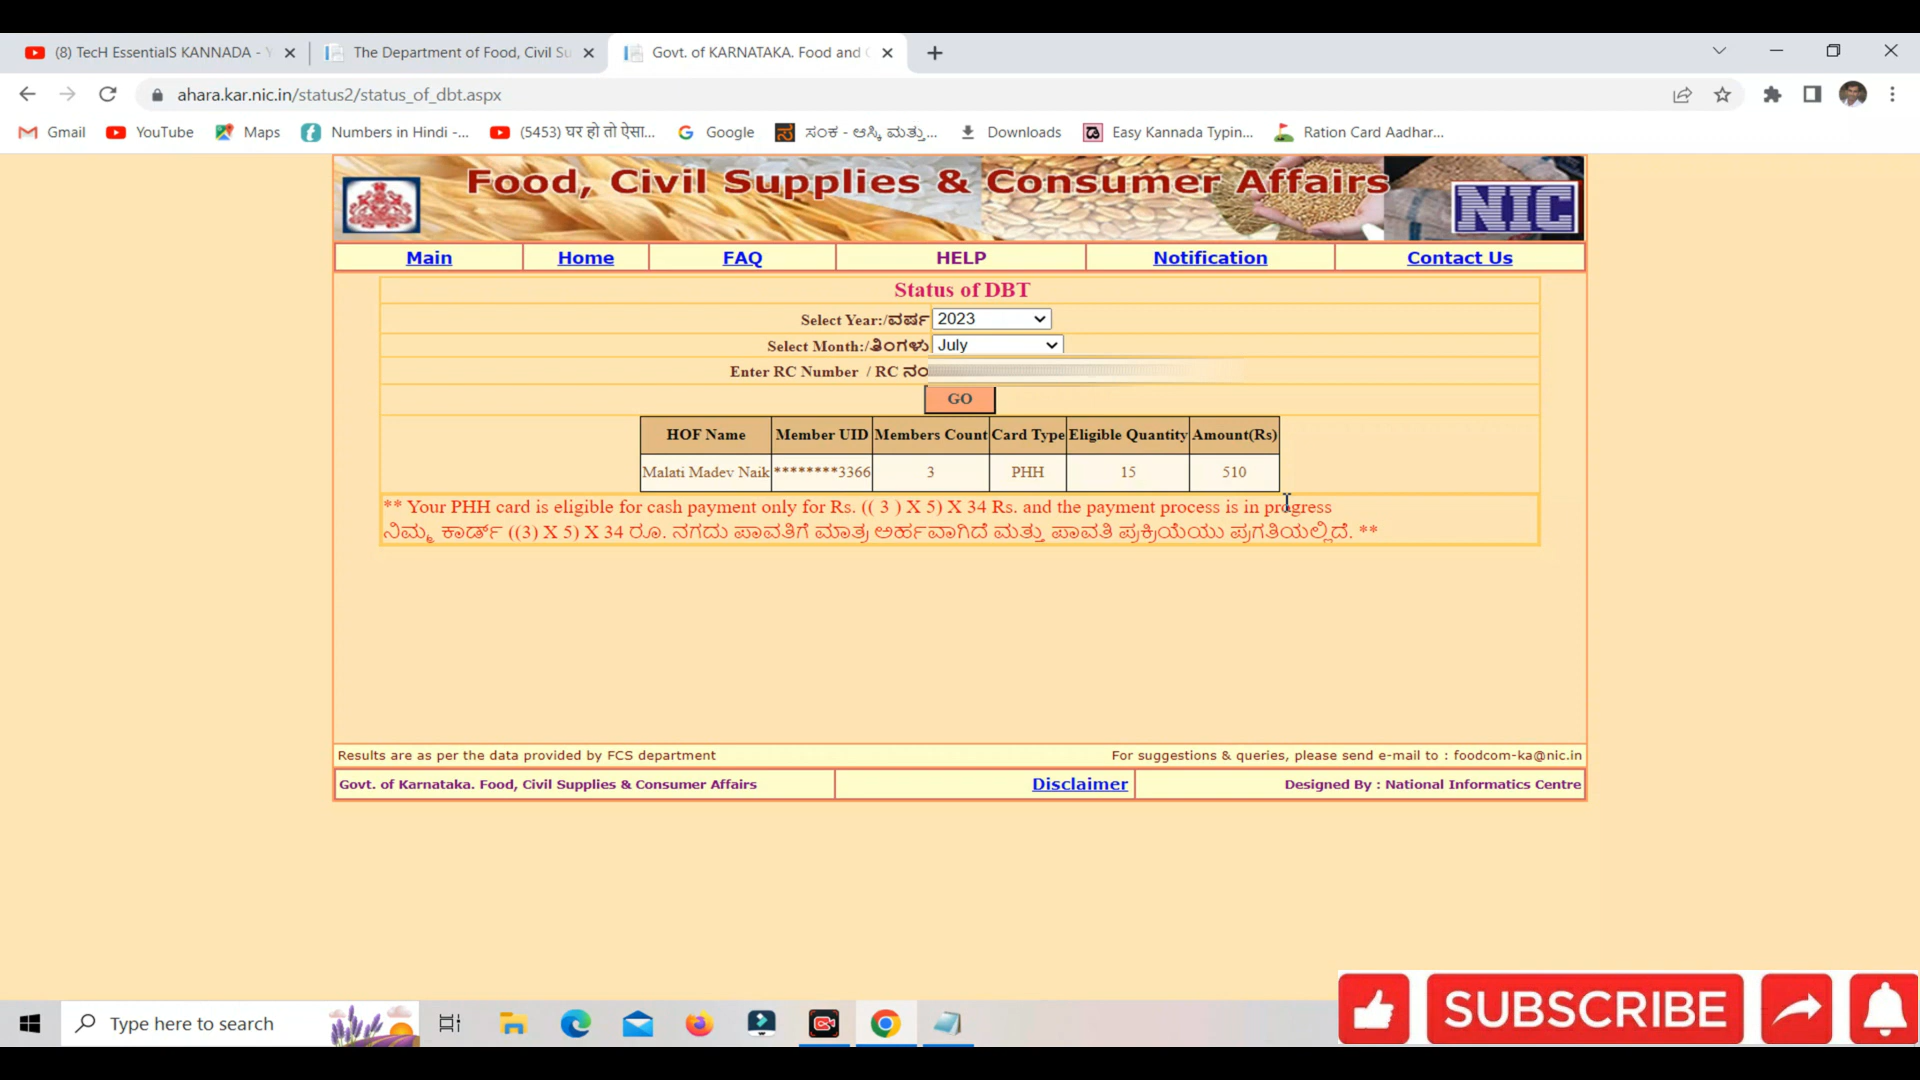 (8) TecH EssentialS KANNADA - Y
The Department of Food, Civil Su
Govt. of KARNATAKA. Food and C
ahara.kar.nic.in/status2/status_of_dbt.aspx
Gmail YouTube Maps Numbers in Hindi -... (5453) घर हो तो ऐसा... Google ಸಂಕ - ಆಸ್ಕಿ ಮತ್ತು... Downloads Easy Kannada Typin... Ration Card Aadhar...
Food, Civil Supplies & Consumer Affairs
NIC
Main Home FAQ HELP Notification Contact Us
Status of DBT
Select Year:/ವರ್ಷ 2023
Select Month:/ತಿಂಗಳು July
Enter RC Number / RC ನಂ
GO
HOF Name Member UID Members Count Card Type Eligible Quantity Amount(Rs)
Malati Madev Naik ********3366 3 PHH 15 510
** Your PHH card is eligible for cash payment only for Rs. (( 3 ) X 5) X 34 Rs. and the payment process is in progress
ನಿಮ್ಮ ಕಾರ್ಡ್ ((3) X 5) X 34 ರೂ. ನಗದು ಪಾವತಿಗೆ ಮಾತ್ರ ಅರ್ಹವಾಗಿದೆ ಮತ್ತು ಪಾವತಿ ಪ್ರಕ್ರಿಯೆಯು ಪ್ರಗತಿಯಲ್ಲಿದೆ. **
Results are as per the data provided by FCS department For suggestions & queries, please send e-mail to : foodcom-ka@nic.in
Govt. of Karnataka. Food, Civil Supplies & Consumer Affairs Disclaimer Designed By : National Informatics Centre
Type here to search
SUBSCRIBE